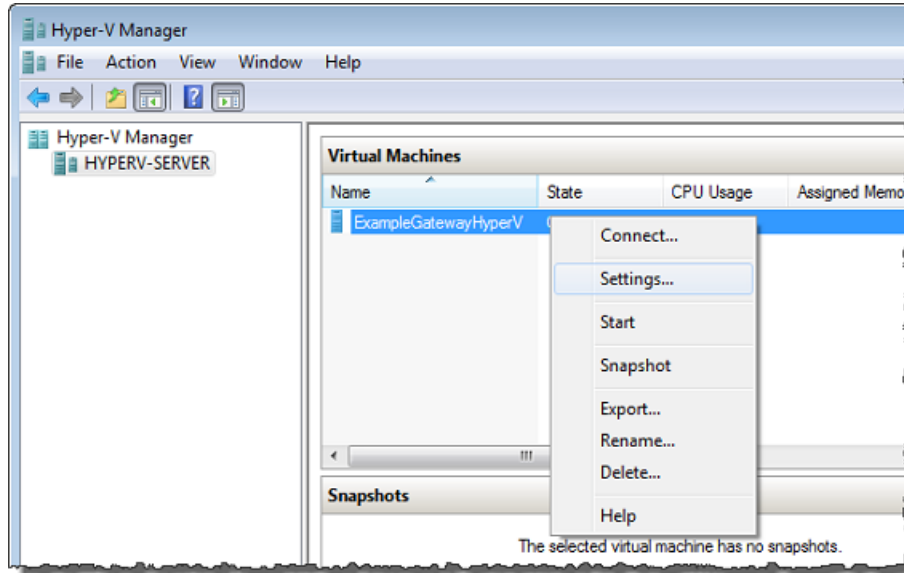 Hyper-V Manager
File Action View Window Help
Hyper-V Manager
HYPERV-SERVER
Virtual Machines
Name State CPU Usage Assigned Memo
ExampleGatewayHyperV
Connect...
Settings...
Start
Snapshot
Export...
Rename...
Delete...
Help
Snapshots
The selected virtual machine has no snapshots.